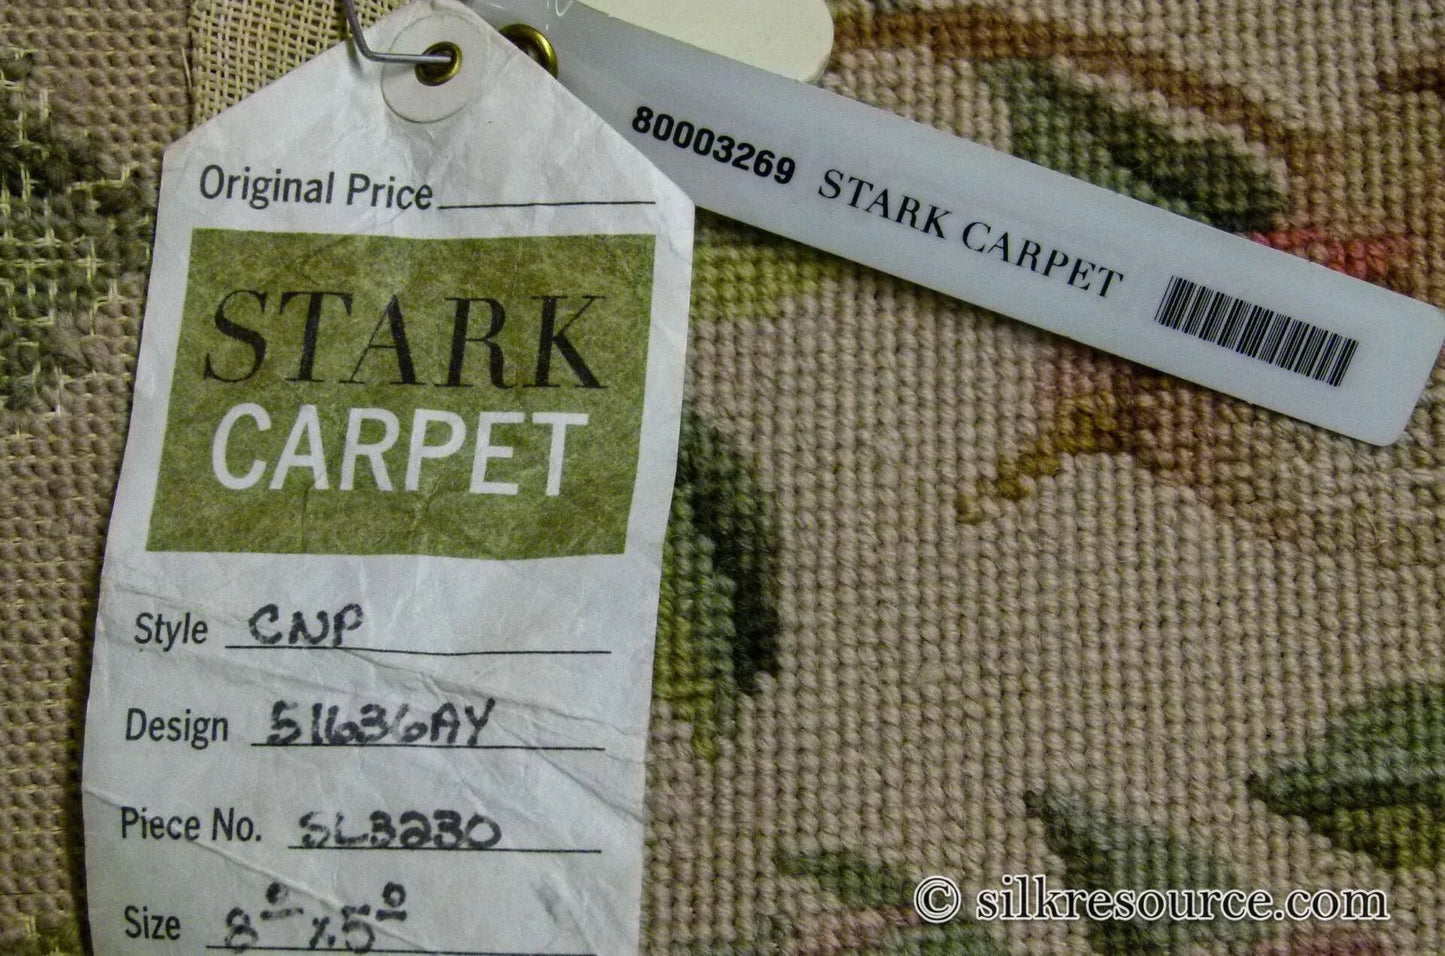 Original Price
STARK
CARPET
Style CNP
Design 51636AY
Piece No. SL3230
Size 8⁰ x 5⁰
80003269 STARK CARPET
© silkresource.com